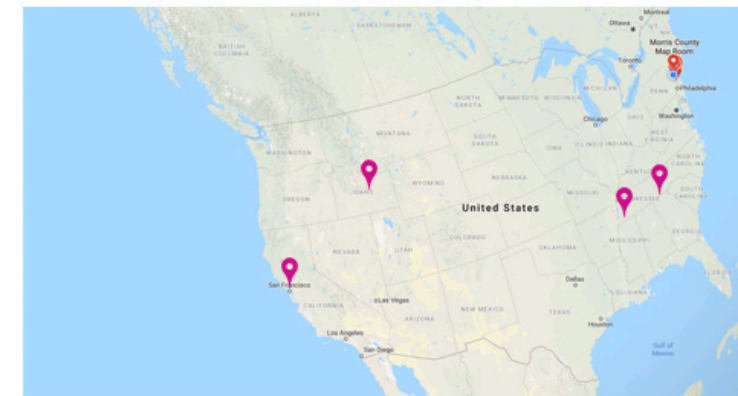 Montreal
ALBERTA
SASKATCHEWAN
Ottawa
BRITISH
COLUMBIA
Morris County
Map Room
Toronto
MICHIGAN
PENN
Philadelphia
NORTH
DAKOTA
MINNESOTA
WISCONSIN
Chicago
OHIO
Washington
MONTANA
SOUTH
DAKOTA
WEST
VIRGINIA
WASHINGTON
IOWA
ILLINOIS
INDIANA
NORTH
CAROLINA
IDAHO
WYOMING
NEBRASKA
OREGON
MISSOURI
SOUTH
CAROLINA
United States
NEVADA
UTAH
COLORADO
OKLAHOMA
MISSISSIPPI
GEORGIA
San Francisco
CALIFORNIA
Las Vegas
ARIZONA
NEW MEXICO
Dallas
TEXAS
LOUISIANA
FLORIDA
Houston
Los Angeles
San Diego
Gulf of
Mexico